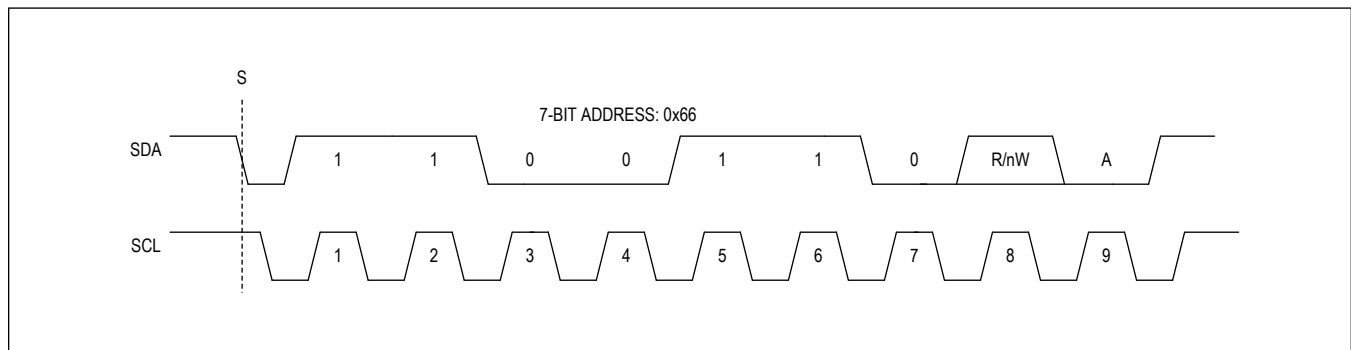 S
7-BIT ADDRESS: 0x66
SDA 1 1 0 0 1 1 0 R/nW A
SCL 1 2 3 4 5 6 7 8 9